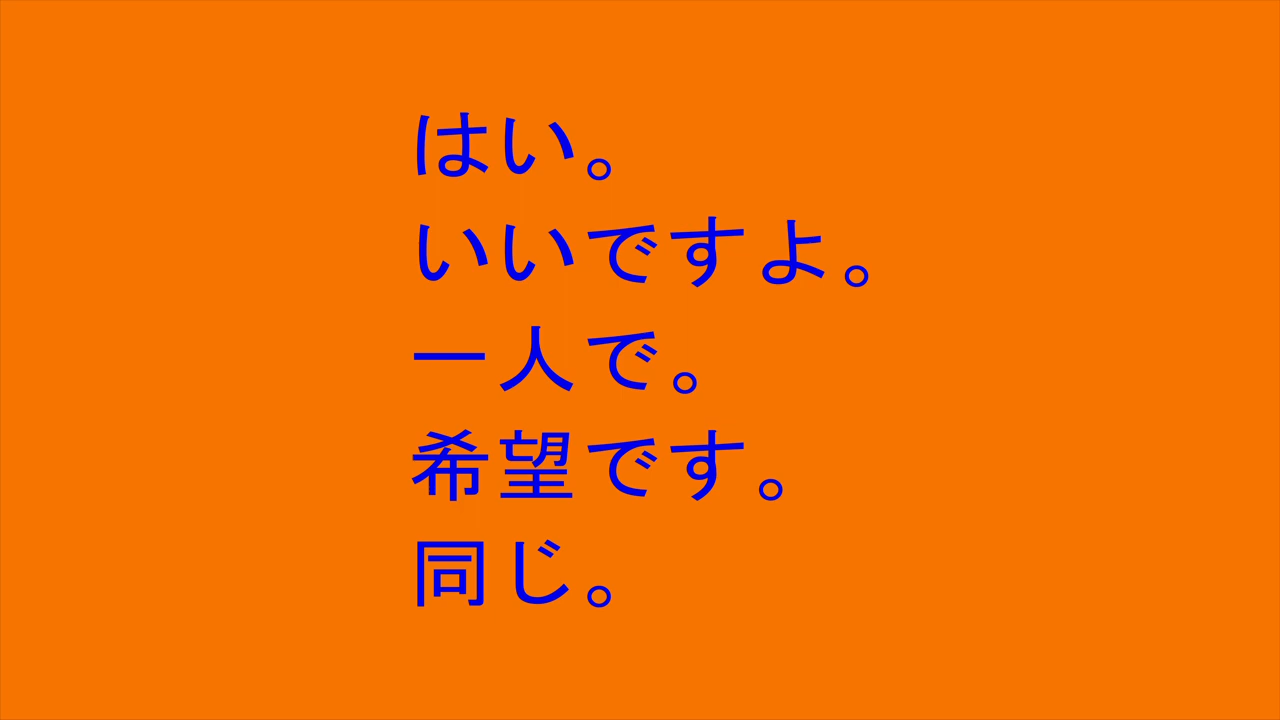 はい。
いいですよ。
一人で。
希望です。
同じ。